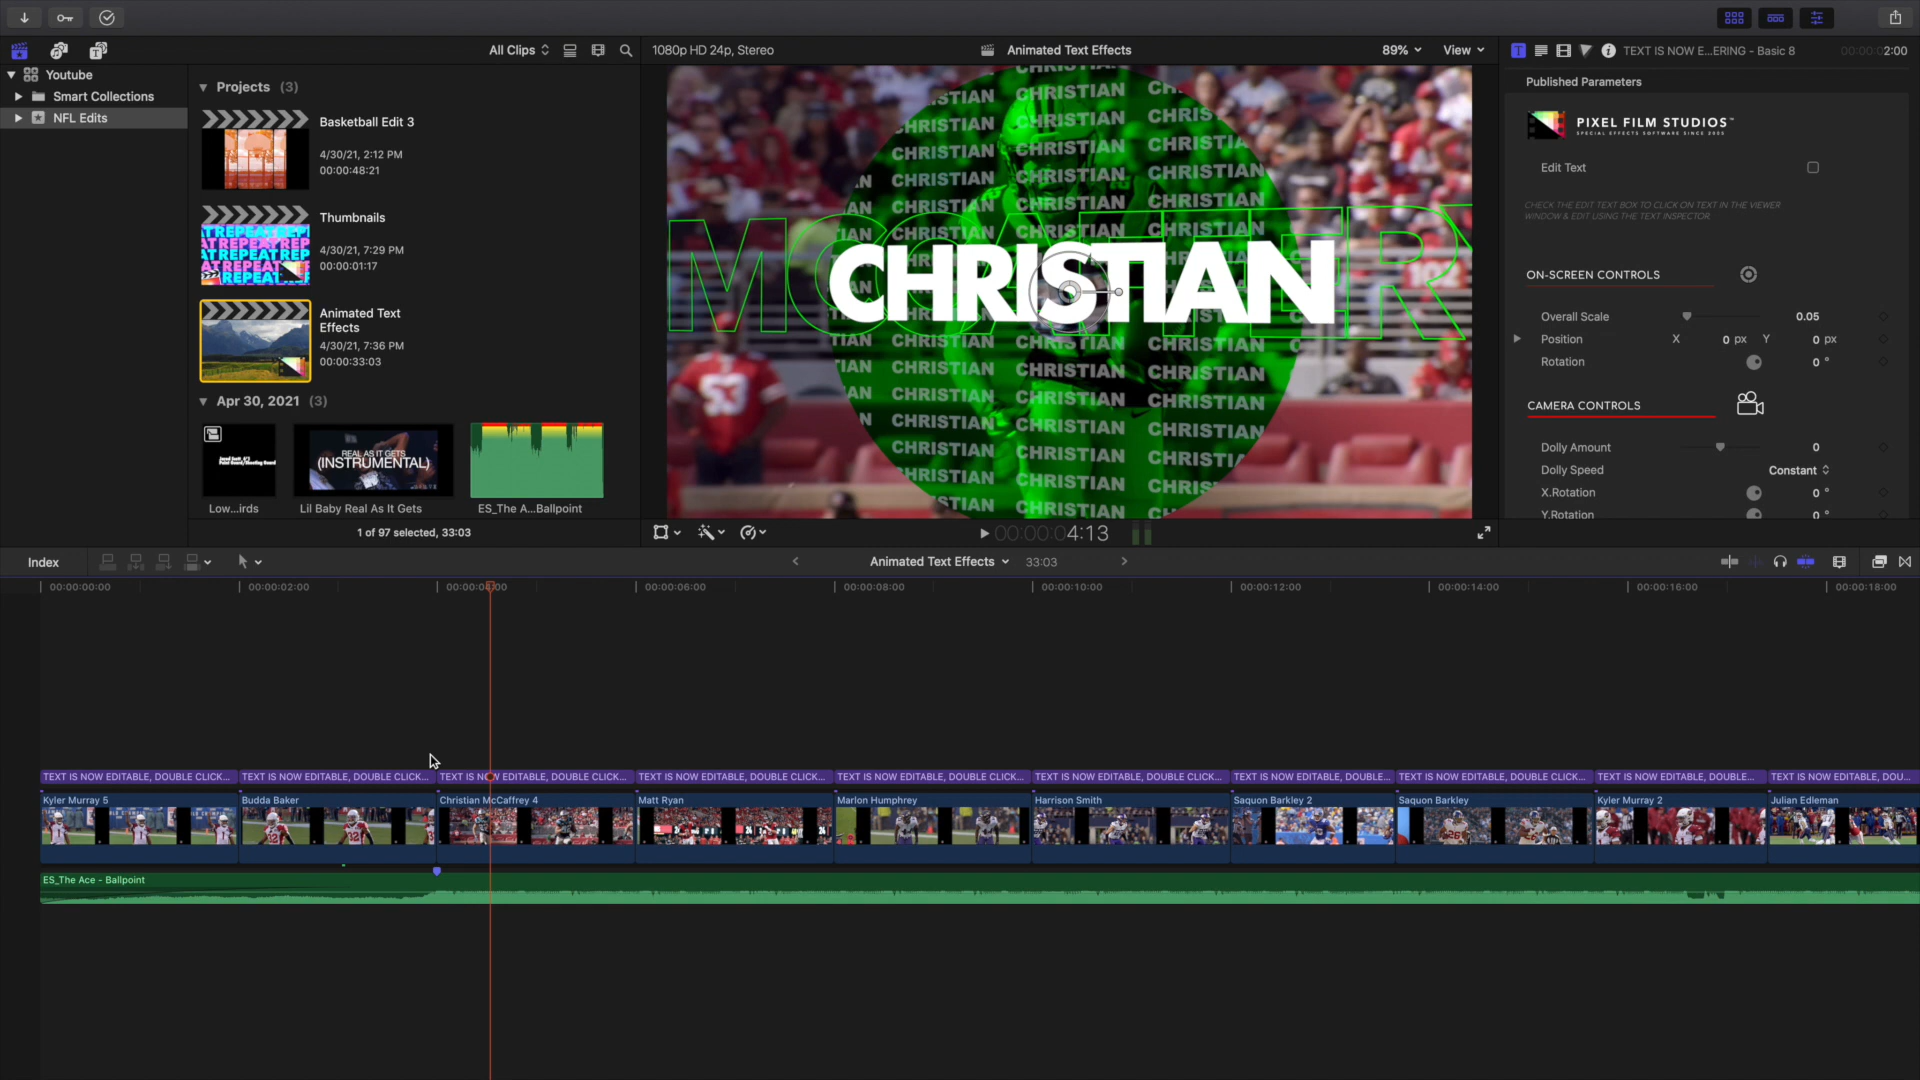 All Clips
1080p HD 24p, Stereo
Animated Text Effects
89%
View
TEXT IS NOW E...ERING - Basic 8
00:00:02:00
Youtube
Smart Collections
NFL Edits
Projects (3)
Basketball Edit 3
4/30/21, 2:12 PM
00:00:48:21
Thumbnails
4/30/21, 7:29 PM
00:00:01:17
REPEAT
Animated Text
Effects
4/30/21, 7:36 PM
00:00:33:03
Apr 30, 2021 (3)
REAL AS IT GETS
(INSTRUMENTAL)
Low...irds
Lil Baby Real As It Gets
ES_The A...Ballpoint
1 of 97 selected, 33:03
CHRISTIAN
MCCAFFREY
CHRISTIAN
53
Published Parameters
PIXEL FILM STUDIOS™
SPECIAL EFFECTS SOFTWARE SINCE 2005
Edit Text
CHECK THE EDIT TEXT BOX TO CLICK ON TEXT IN THE VIEWER
WINDOW & EDIT USING THE TEXT INSPECTOR
ON-SCREEN CONTROLS
Overall Scale 0.05
Position X 0 px Y 0 px
Rotation 0 °
CAMERA CONTROLS
Dolly Amount 0
Dolly Speed Constant
X.Rotation 0 °
Y.Rotation 0 °
00:00:04:13
Index
Animated Text Effects
33:03
00:00:00:00 00:00:02:00 00:00:04:00 00:00:06:00 00:00:08:00 00:00:10:00 00:00:12:00 00:00:14:00 00:00:16:00 00:00:18:00
TEXT IS NOW EDITABLE, DOUBLE CLICK... TEXT IS NOW EDITABLE, DOUBLE CLICK... TEXT IS NOW EDITABLE, DOUBLE CLICK... TEXT IS NOW EDITABLE, DOUBLE CLICK... TEXT IS NOW EDITABLE, DOUBLE CLICK... TEXT IS NOW EDITABLE, DOUBLE CLICK... TEXT IS NOW EDITABLE, DOUBLE... TEXT IS NOW EDITABLE, DOUBLE CLICK... TEXT IS NOW EDITABLE, DOUBLE... TEXT IS NOW EDITABLE, DOU...
Kyler Murray 5 Budda Baker Christian McCaffrey 4 Matt Ryan Marlon Humphrey Harrison Smith Saquon Barkley 2 Saquon Barkley Kyler Murray 2 Julian Edleman
ES_The Ace - Ballpoint